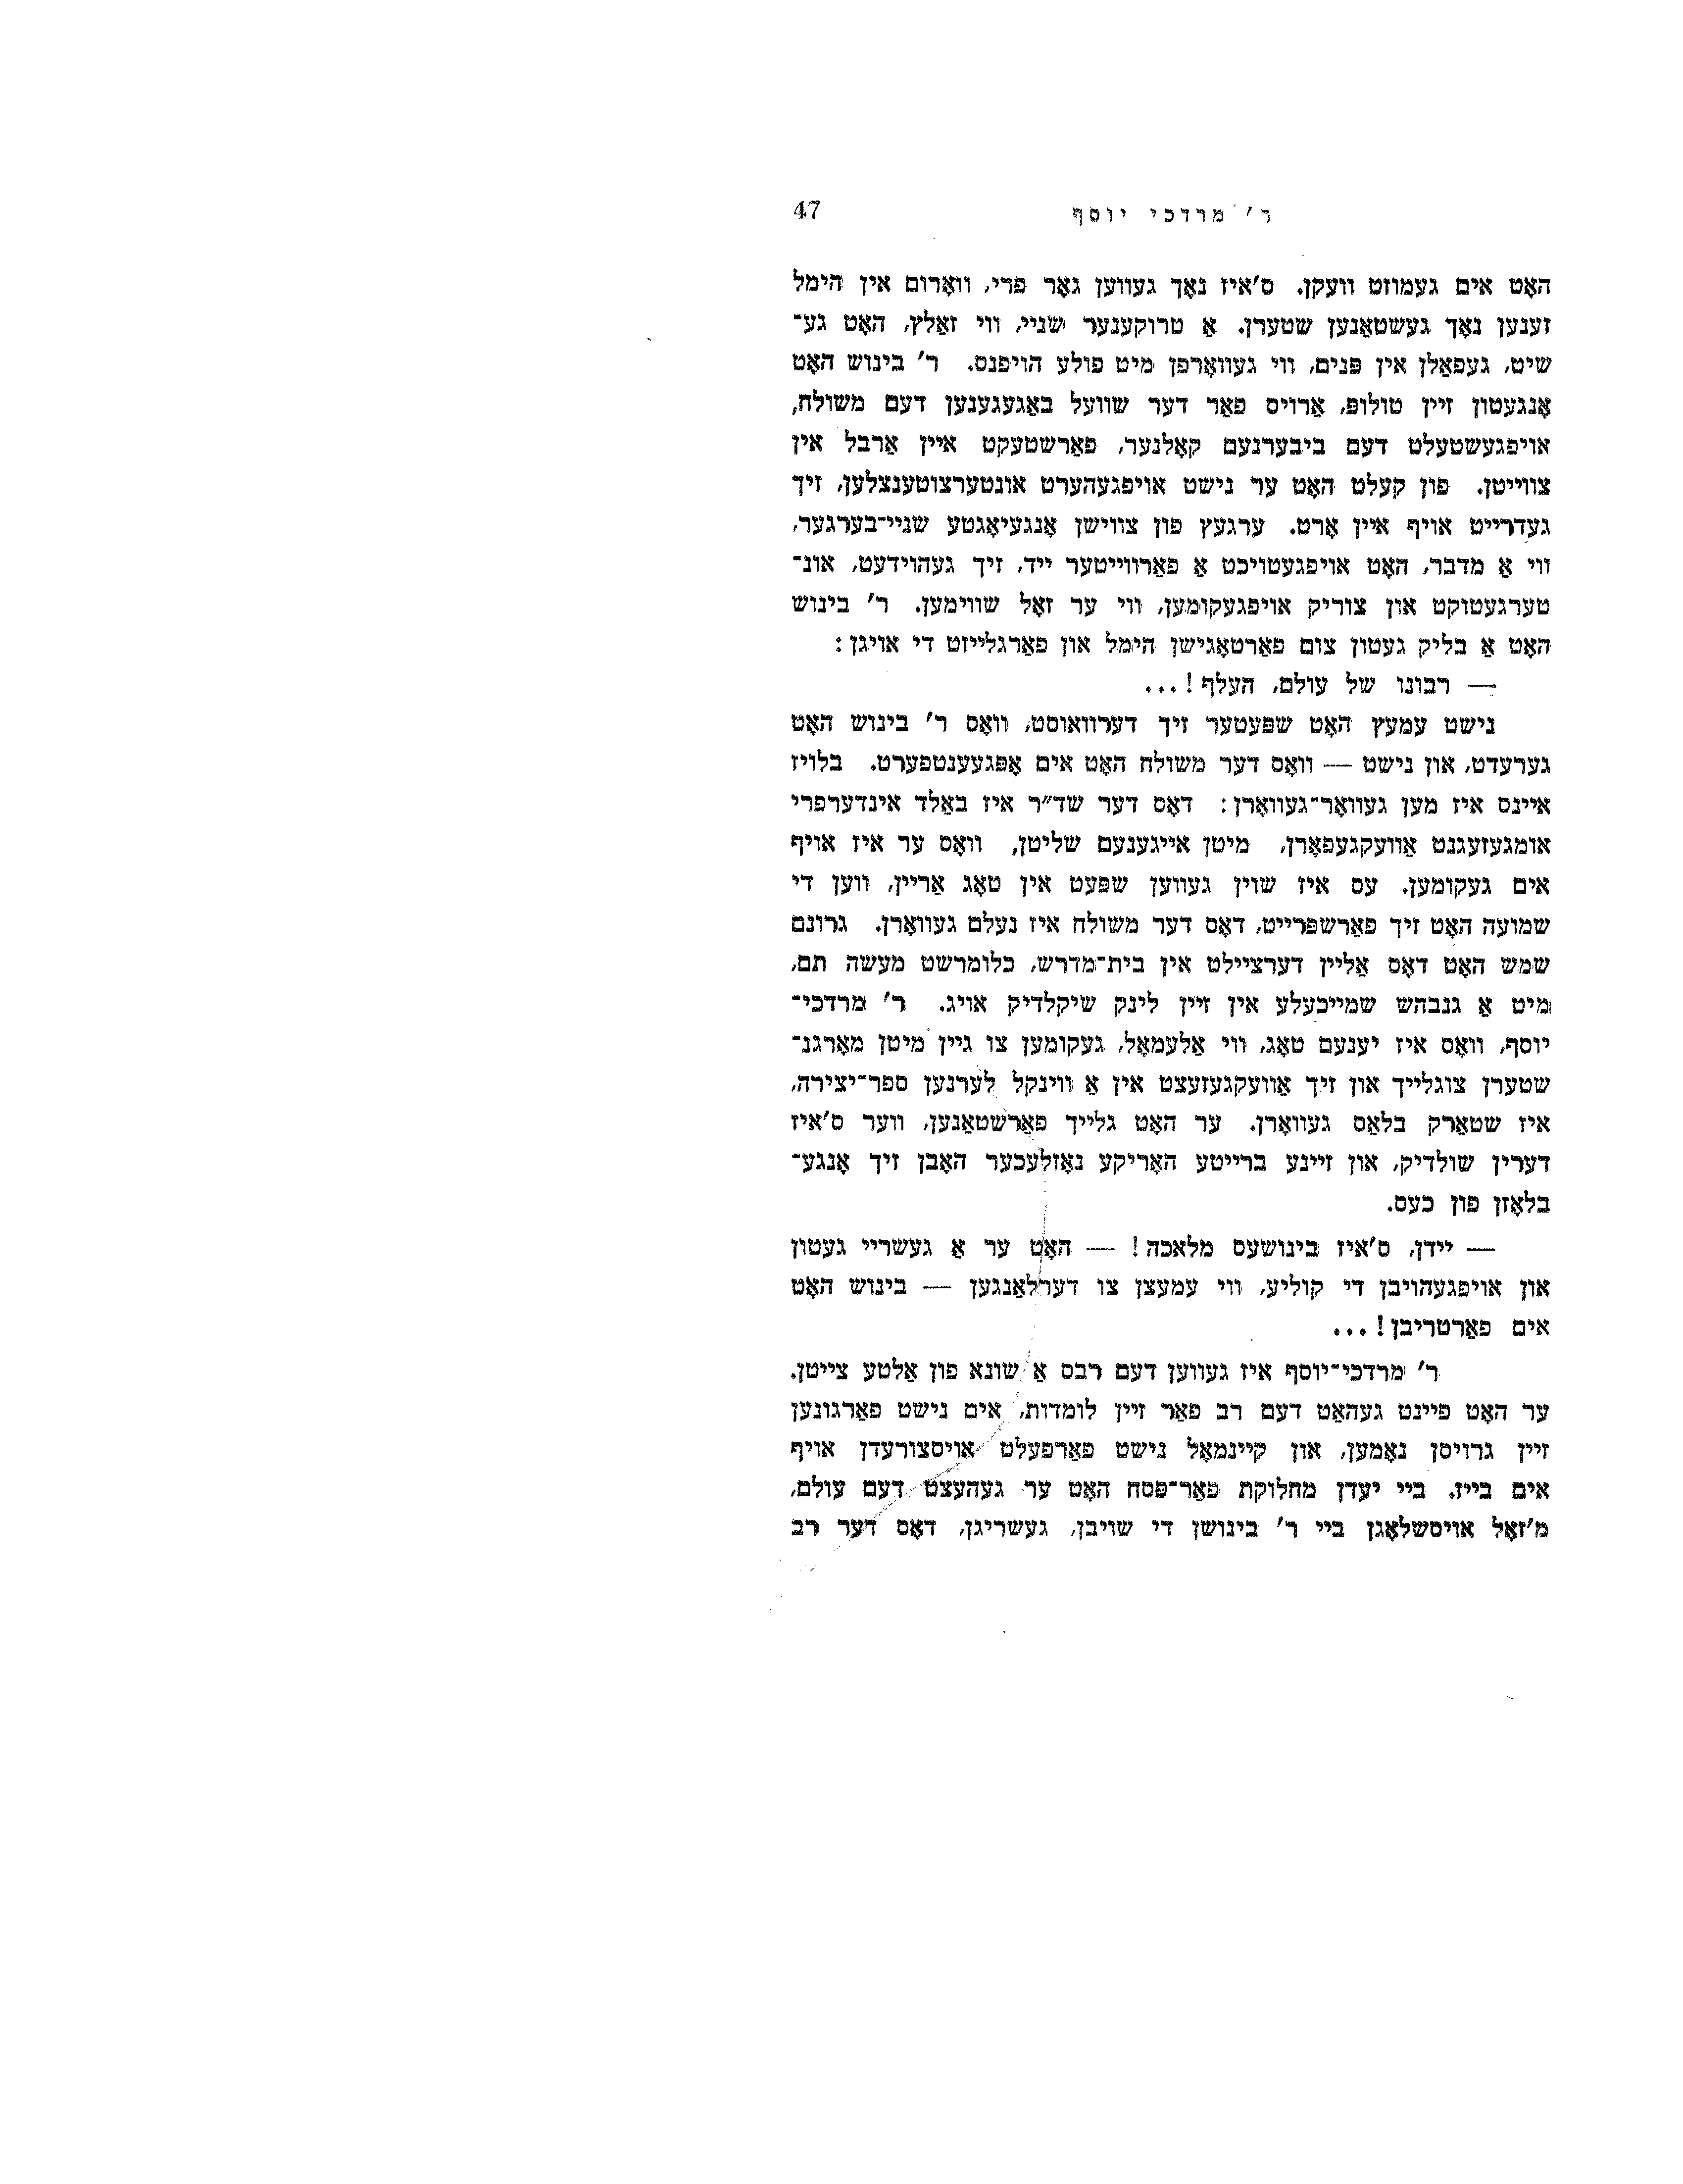 ר' מרדכי יוסף 47
האָט אים געמוזט וועקן. ס'איז נאָך געווען גאָר פרי, וואָרום אין הימל
זענען נאָך געשטאַנען שטערן. אַ טרוקענער שניי, ווי זאַלץ, האָט גע־
שיט, געפאַלן אין פּנים, ווי געוואָרפן מיט פולע הויפנס. ר' בינוש האָט
אָנגעטון זיין טולופּ, אַרויס פאַר דער שוועל באַגעגענען דעם משולח,
אויפגעשטעלט דעם ביבערנעם קאָלנער, פאַרשטעקט איין אַרבל אין
צווייטן. פון קעלט האָט ער נישט אויפגעהערט אונטערצוטענצלען, זיך
געדרייט אויף איין אָרט. ערגעץ פון צווישן אָנגעיאָגטע שניי־בערגער,
ווי אַ מדבר, האָט אויפגעטויכט אַ פאַרווייטער ייד, זיך געהוידעט, אונ־
טערגעטוקט און צוריק אויפגעקומען, ווי ער זאָל שווימען. ר' בינוש
האָט אַ בליק געטון צום פאַרטאָגישן הימל און פאַרגלייזט די אויגן:
— רבונו של עולם, העלף!...
נישט עמעץ האָט שפּעטער זיך דערוואוסט, וואָס ר' בינוש האָט
גערעדט, און נישט — וואָס דער משולח האָט אים אָפּגעענטפערט. בלויז
איינס איז מען געוואָר־געוואָרן: דאָס דער שד״ר איז באַלד אינדערפרי
אומגעזעגנט אַוועקגעפאָרן, מיטן אייגענעם שליטן, וואָס ער איז אויף
אים געקומען. עס איז שוין געווען שפּעט אין טאָג אַריין, ווען די
שמועה האָט זיך פאַרשפּרייט, דאָס דער משולח איז נעלם געוואָרן. גרונם
שמש האָט דאָס אַליין דערציילט אין בית־מדרש, כלומרשט מעשה תם,
מיט אַ גנבהש שמייכעלע אין זיין לינק שיקלדיק אויג. ר' מרדכי־
יוסף, וואָס איז יענעם טאָג, ווי אַלעמאָל, געקומען צו גיין מיטן מאָרגנ־
שטערן צוגלייך און זיך אַוועקגעזעצט אין אַ ווינקל לערנען ספר־יצירה,
איז שטאַרק בלאַס געוואָרן. ער האָט גלייך פאַרשטאַנען, ווער ס'איז
דערין שולדיק, און זיינע ברייטע האָריקע נאָזלעכער האָבן זיך אָנגע־
בלאָזן פון כעס.
— יידן, ס'איז בינושעס מלאכה! — האָט ער אַ געשריי געטון
און אויפגעהויבן די קוליע, ווי עמעצן צו דערלאַנגען — בינוש האָט
אים פאַרטריבן!...
ר' מרדכי־יוסף איז געווען דעם רבס אַ שונא פון אַלטע צייטן.
ער האָט פיינט געהאַט דעם רב פאַר זיין לומדות, אים נישט פאַרגונען
זיין גרויסן נאָמען, און קיינמאָל נישט פאַרפעלט אויסצורעדן אויף
אים בייז. ביי יעדן מחלוקת פאַר־פּסח האָט ער געהעצט דעם עולם,
מ'זאָל אויסשלאָגן ביי ר' בינושן די שויבן, געשריגן, דאָס דער רב